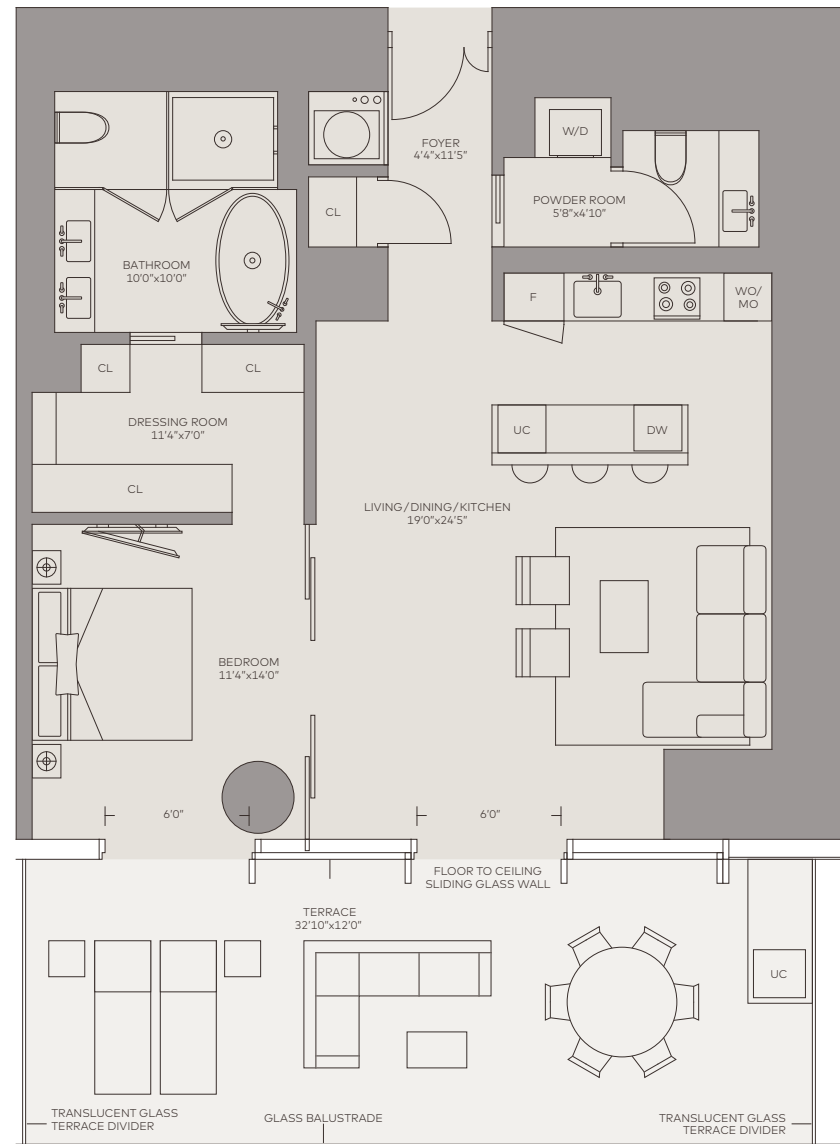 FOYER
4'4"x11'5"
W/D
POWDER ROOM
5'8"x4'10"
CL
BATHROOM
10'0"x10'0"
F
WO/
MO
CL
CL
DRESSING ROOM
11'4"x7'0"
CL
UC
DW
LIVING/DINING/KITCHEN
19'0"x24'5"
BEDROOM
11'4"x14'0"
6'0"
6'0"
FLOOR TO CEILING
SLIDING GLASS WALL
TERRACE
32'10"x12'0"
UC
TRANSLUCENT GLASS
TERRACE DIVIDER
GLASS BALUSTRADE
TRANSLUCENT GLASS
TERRACE DIVIDER